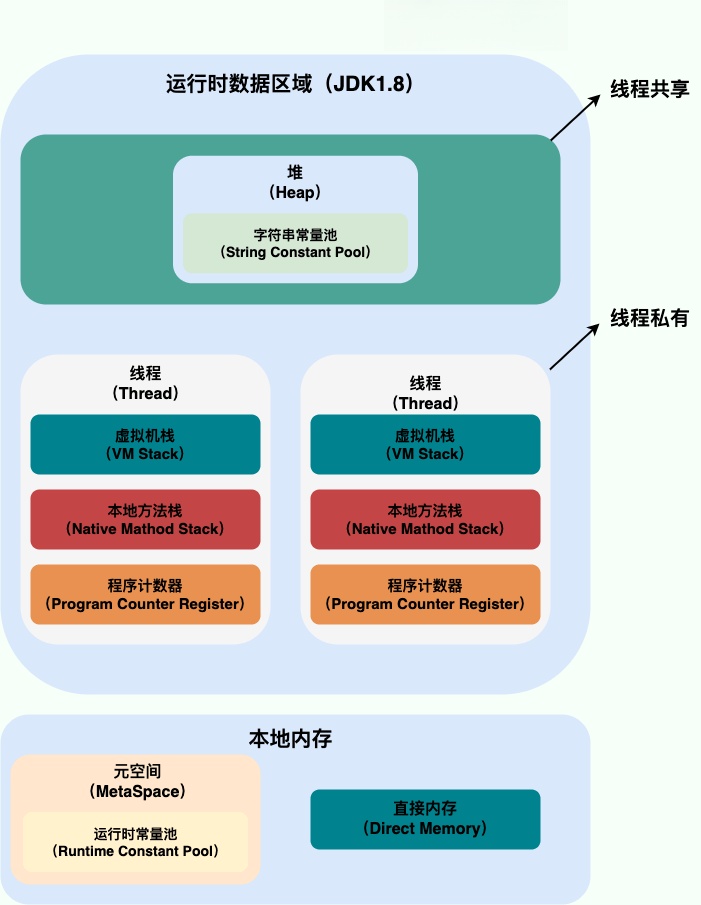 运行时数据区域（JDK1.8）
线程共享
堆
（Heap）
字符串常量池
（String Constant Pool）
线程私有
线程
（Thread）
虚拟机栈
（VM Stack）
本地方法栈
（Native Mathod Stack）
程序计数器
（Program Counter Register）
线程
（Thread）
虚拟机栈
（VM Stack）
本地方法栈
（Native Mathod Stack）
程序计数器
（Program Counter Register）
本地内存
元空间
（MetaSpace）
运行时常量池
（Runtime Constant Pool）
直接内存
（Direct Memory）